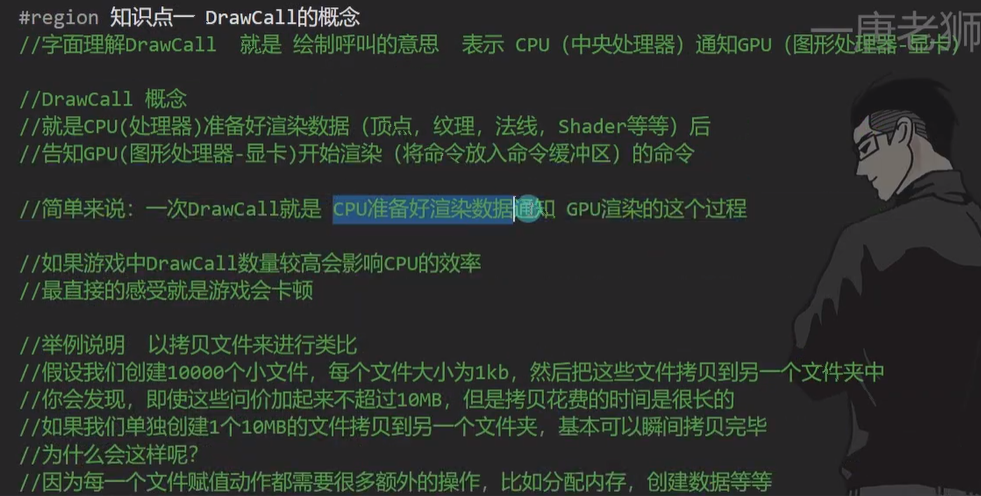 #region 知识点一 DrawCall的概念
//字面理解DrawCall 就是 绘制呼叫的意思 表示 CPU（中央处理器）通知GPU（图形处理器-显卡）
一唐老狮
//DrawCall 概念
//就是CPU(处理器)准备好渲染数据（顶点，纹理，法线，Shader等等）后
//告知GPU(图形处理器-显卡)开始渲染（将命令放入命令缓冲区）的命令
//简单来说：一次DrawCall就是 CPU准备好渲染数据通知 GPU渲染的这个过程
//如果游戏中DrawCall数量较高会影响CPU的效率
//最直接的感受就是游戏会卡顿
//举例说明 以拷贝文件来进行类比
//假设我们创建10000个小文件，每个文件大小为1kb，然后把这些文件拷贝到另一个文件夹中
//你会发现，即使这些问价加起来不超过10MB，但是拷贝花费的时间是很长的
//如果我们单独创建1个10MB的文件拷贝到另一个文件夹，基本可以瞬间拷贝完毕
//为什么会这样呢？
//因为每一个文件赋值动作都需要很多额外的操作，比如分配内存，创建数据等等